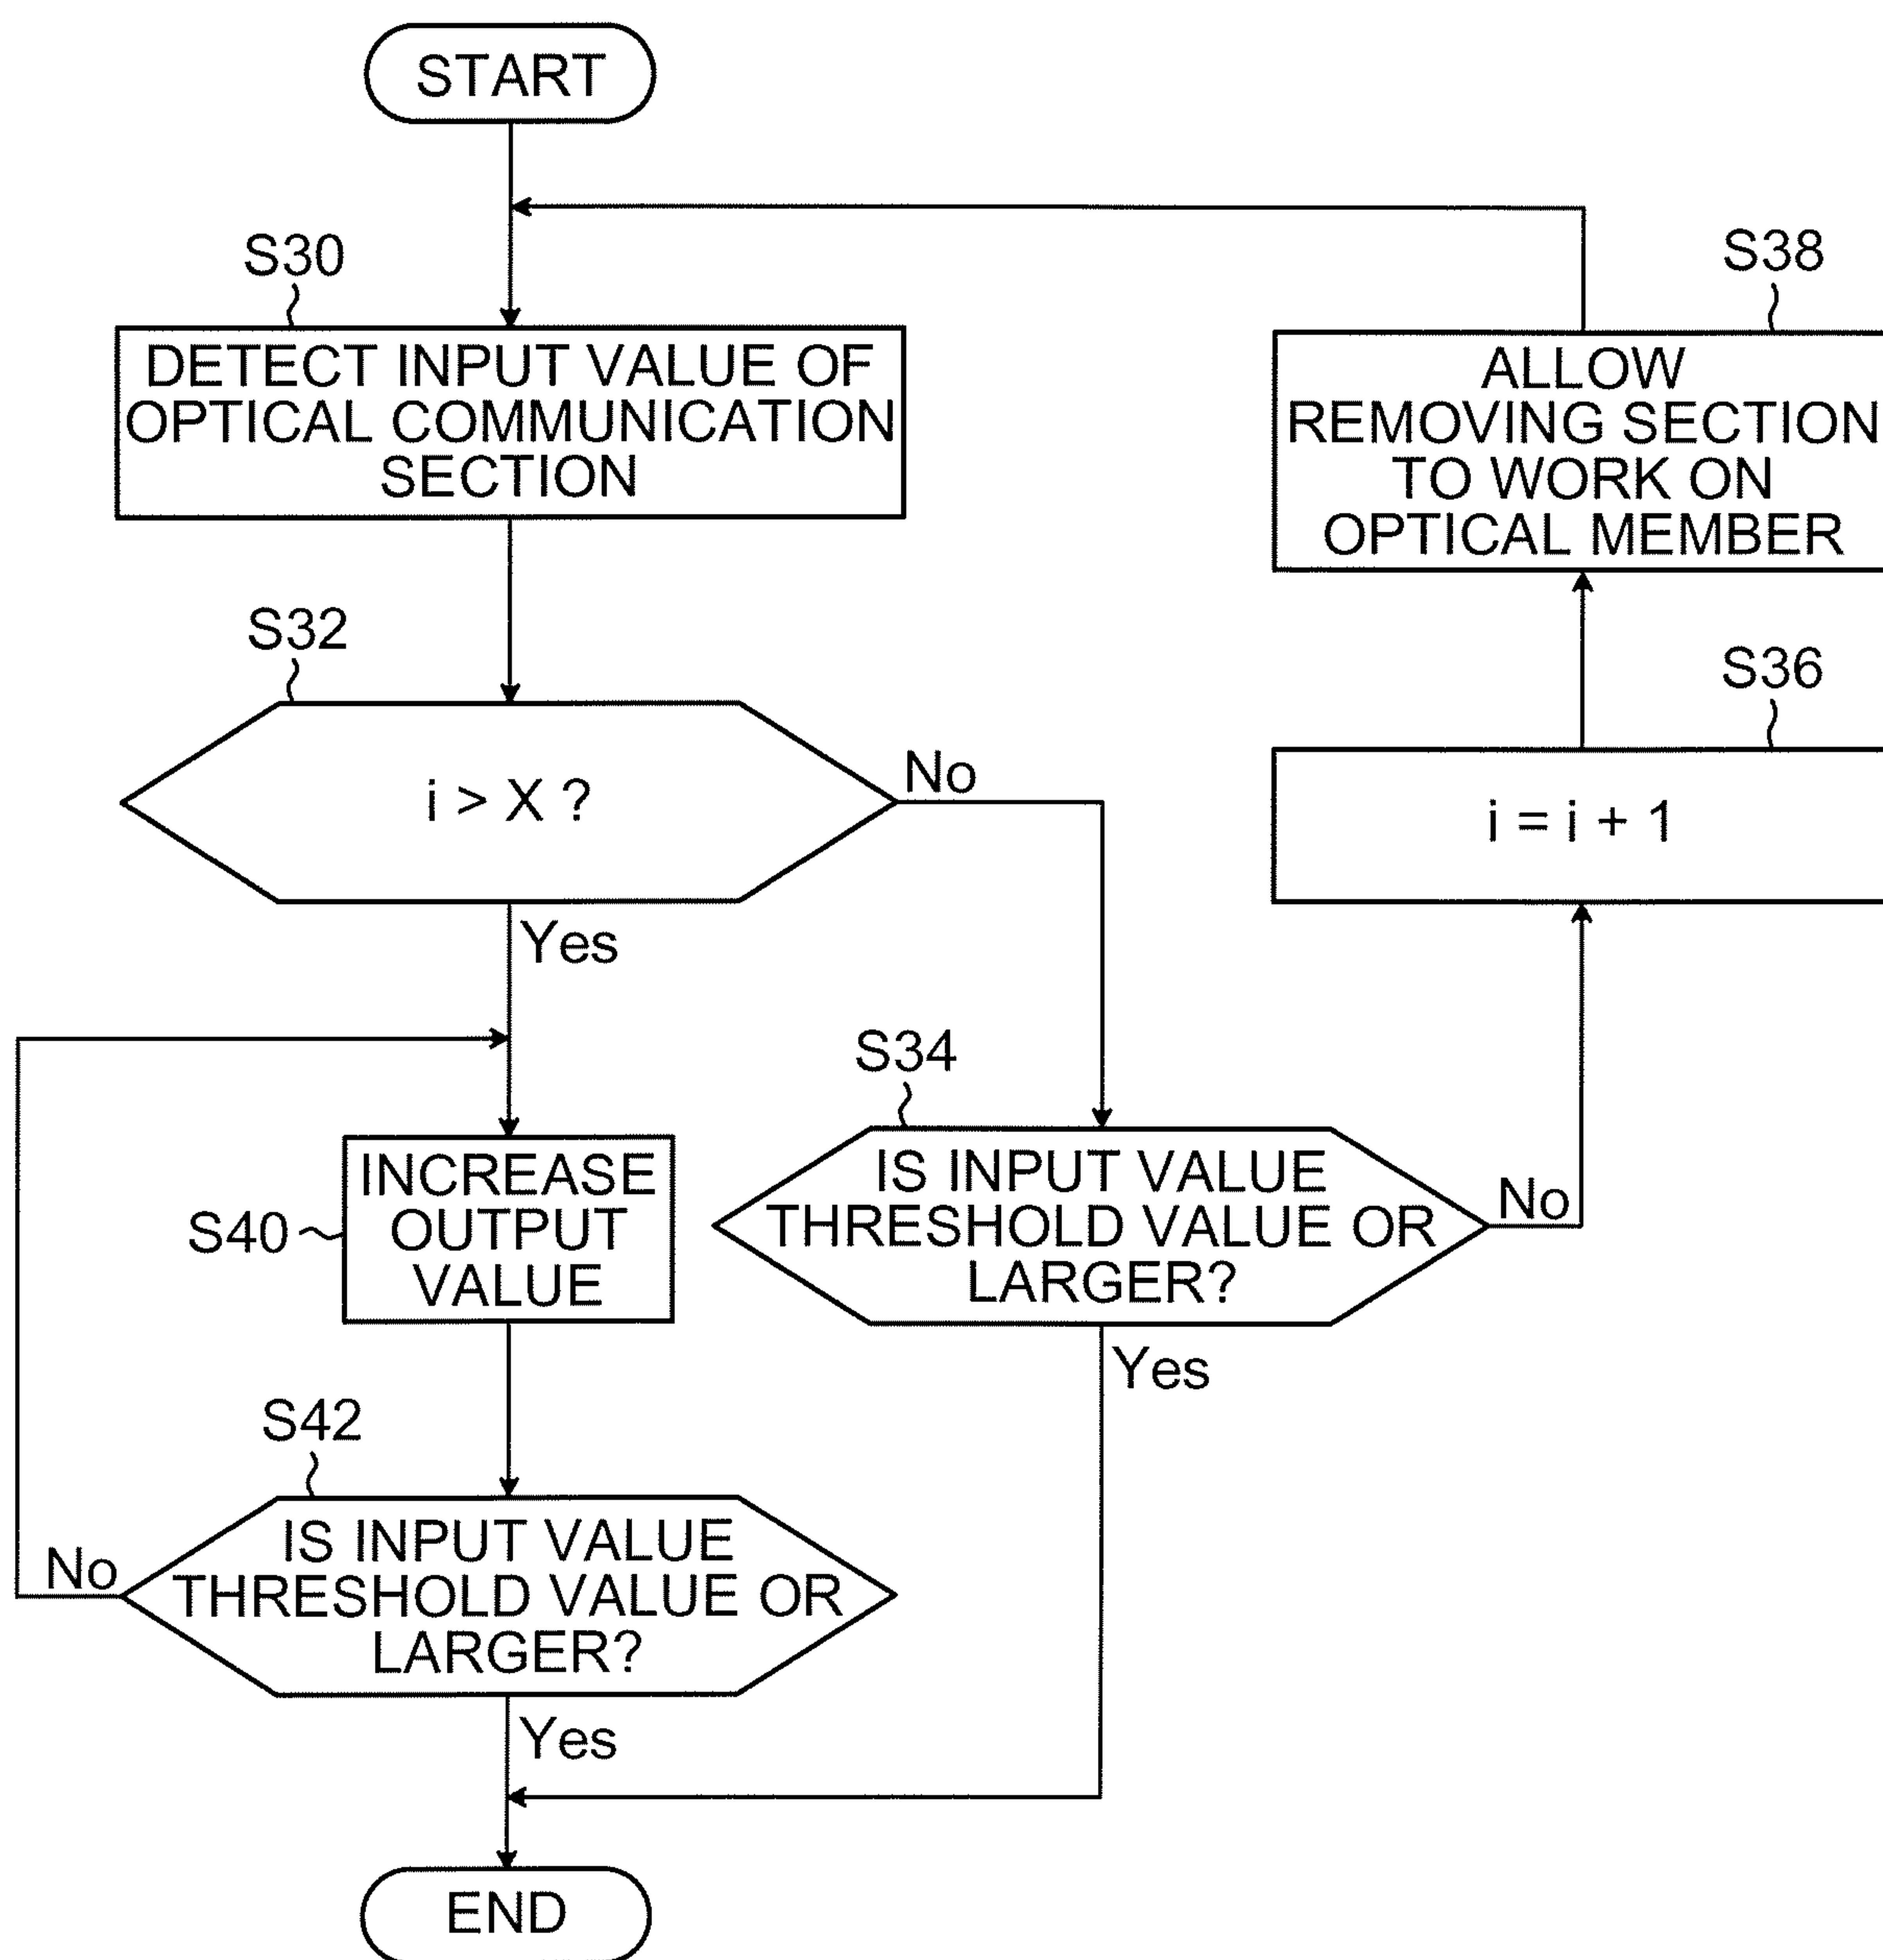 START
S30
DETECT INPUT VALUE OF
OPTICAL COMMUNICATION
SECTION
S32
i > X ?
No
Yes
S34
IS INPUT VALUE
THRESHOLD VALUE OR
LARGER?
No
Yes
S36
i = i + 1
S38
ALLOW
REMOVING SECTION
TO WORK ON
OPTICAL MEMBER
S40
INCREASE
OUTPUT
VALUE
S42
IS INPUT VALUE
THRESHOLD VALUE OR
LARGER?
No
Yes
END